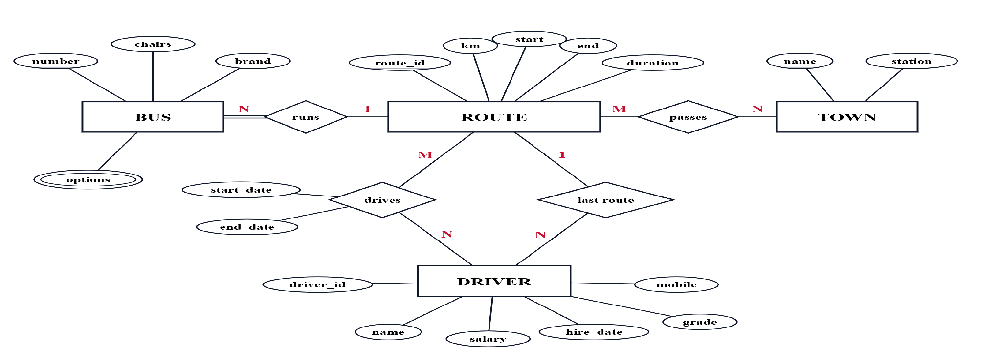 start
chairs
km
end
number
brand
route_id
duration
name
station
N
1
M
N
BUS
runs
ROUTE
passes
TOWN
M
1
options
start_date
drives
last route
end_date
N
N
DRIVER
driver_id
mobile
grade
name
salary
hire_date